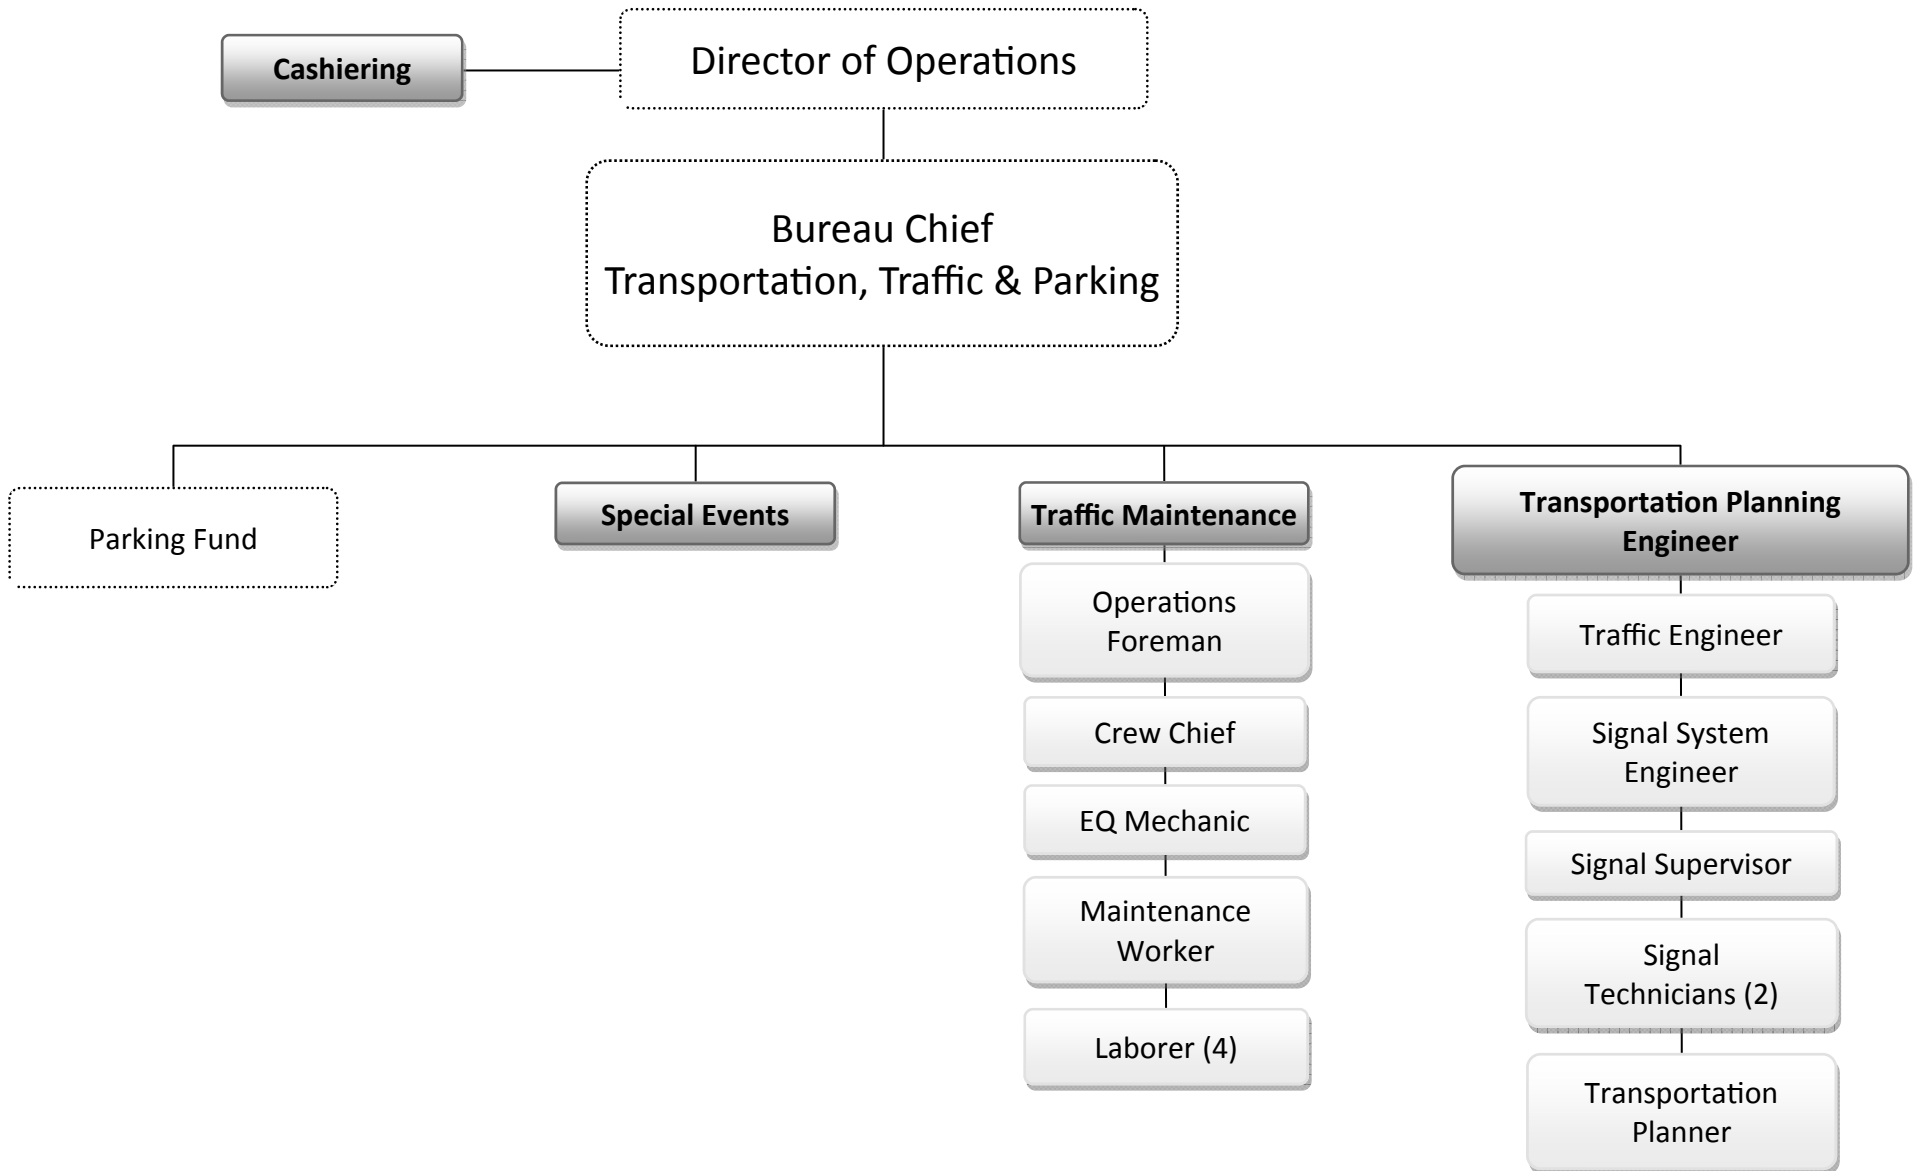 Cashiering
Director of Operations
Bureau Chief
Transportation, Traffic & Parking
Parking Fund
Special Events
Traffic Maintenance
Operations
Foreman
Crew Chief
EQ Mechanic
Maintenance
Worker
Laborer (4)
Transportation Planning
Engineer
Traffic Engineer
Signal System
Engineer
Signal Supervisor
Signal
Technicians (2)
Transportation
Planner